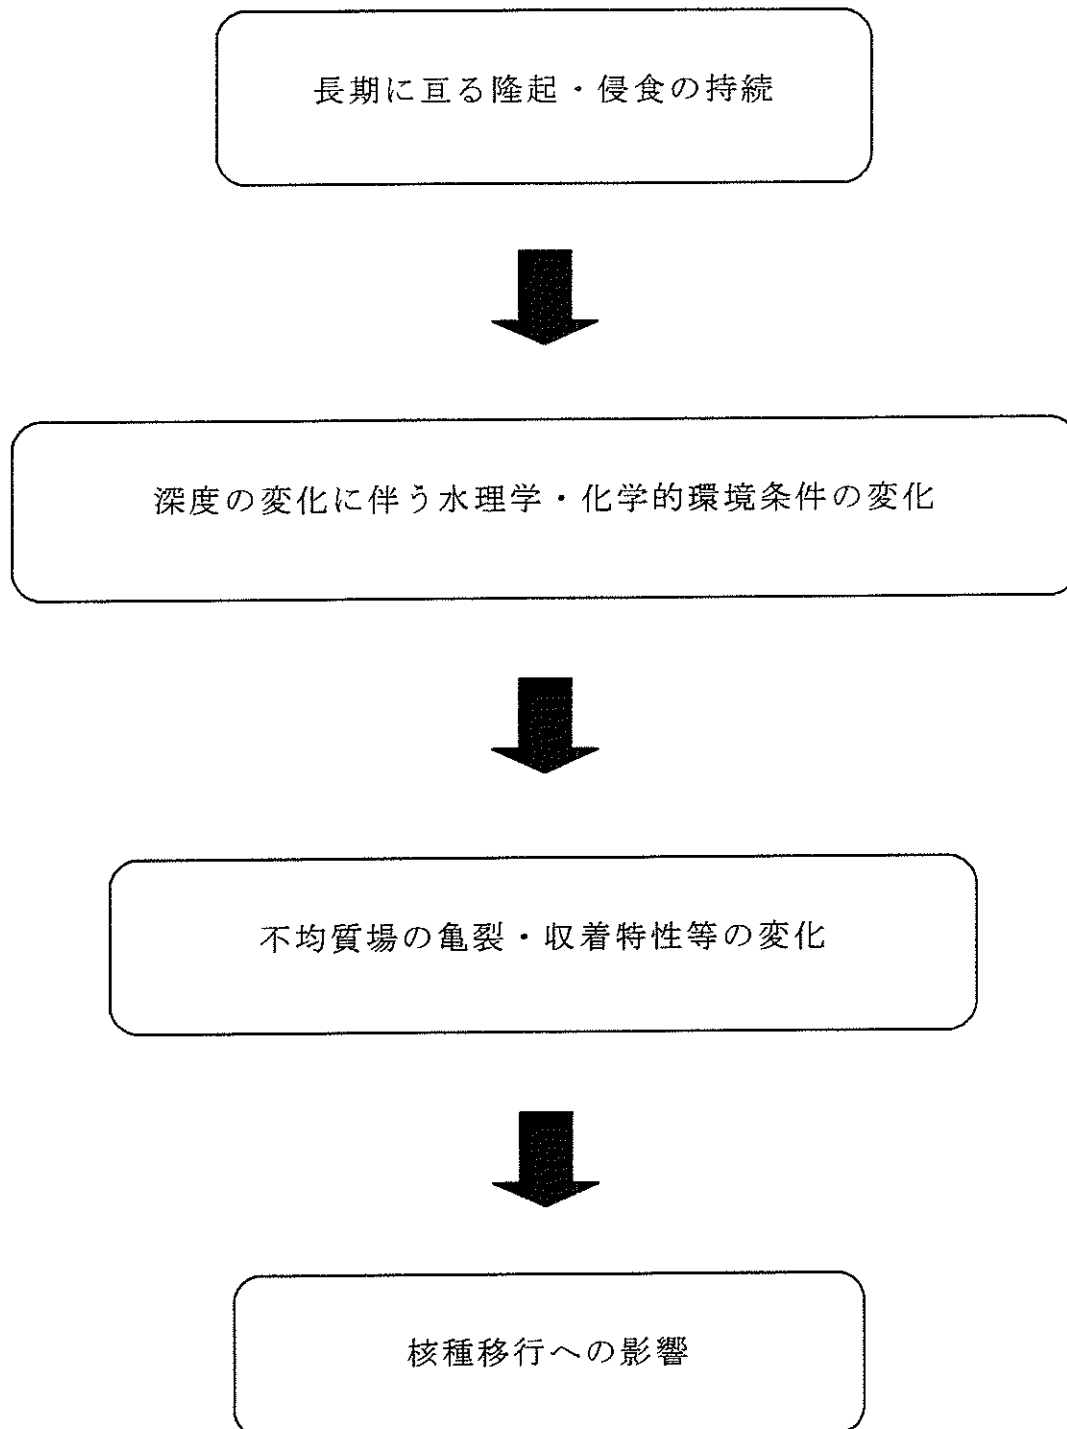 長期に亘る隆起・侵食の持続
深度の変化に伴う水理学・化学的環境条件の変化
不均質場の亀裂・収着特性等の変化
核種移行への影響